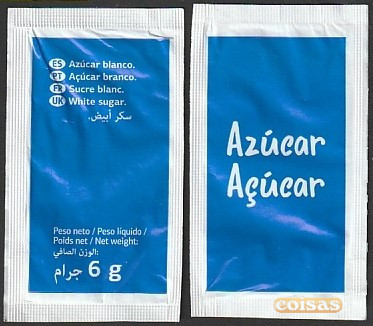 ES Azúcar blanco.
PT Açúcar branco.
FR Sucre blanc.
UK White sugar.
سكر أبيض.
Peso neto / Peso líquido /
Poids net / Net weight:
الوزن الصافي:
6 g جرام
Azúcar
Açúcar
coisas